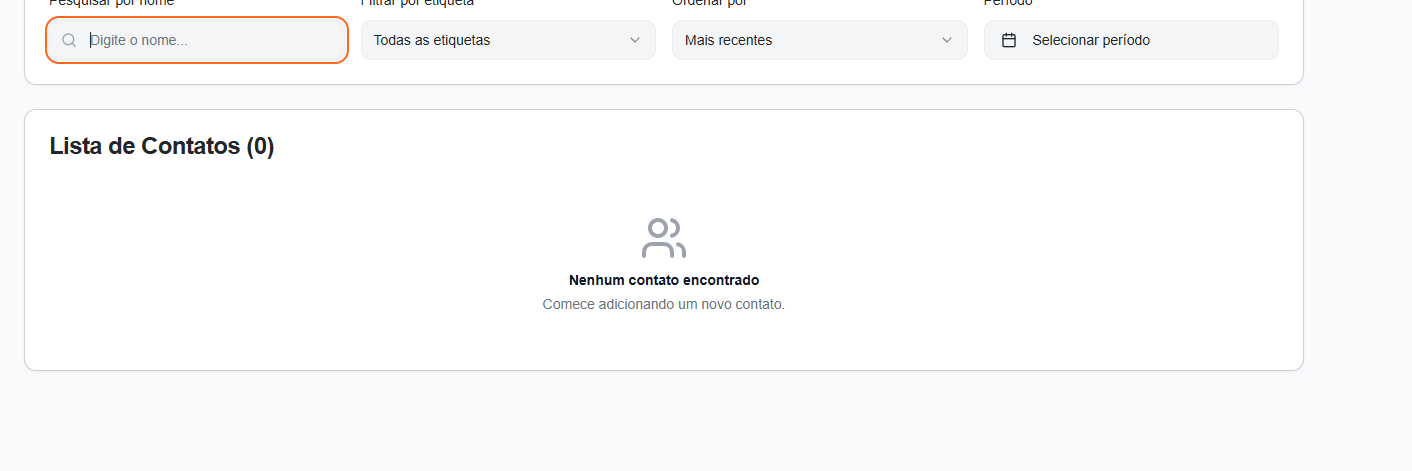 Pesquisar por nome
Filtrar por etiqueta
Ordenar por
Período
Digite o nome...
Todas as etiquetas
Mais recentes
Selecionar período
Lista de Contatos (0)
Nenhum contato encontrado
Comece adicionando um novo contato.